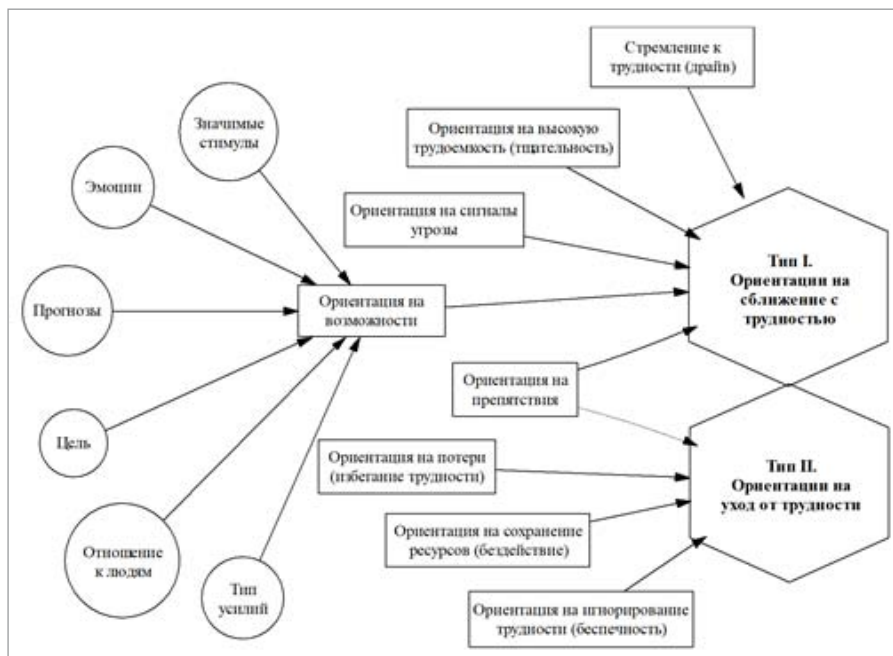 Стремление к
трудности (драйв)
Значимые
стимулы
Ориентация на высокую
трудоемкость (тщательность)
Эмоции
Ориентация на сигналы
угрозы
Тип I.
Ориентации на
сближение с
трудностью
Прогнозы
Ориентация на
возможности
Ориентация на
препятствия
Цель
Ориентация на потери
(избегание трудности)
Тип II.
Ориентации на
уход от трудности
Ориентация на сохранение
ресурсов (бездействие)
Отношение
к людям
Тип
усилий
Ориентация на игнорирование
трудности (беспечность)